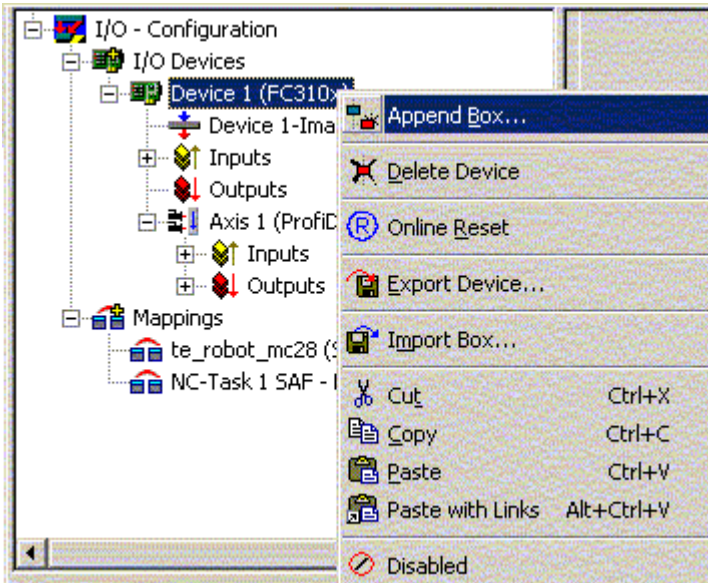 I/O - Configuration
I/O Devices
Device 1 (FC310x)
Device 1-Ima
Inputs
Outputs
Axis 1 (ProfiD
Inputs
Outputs
Mappings
te_robot_mc28 (S
NC-Task 1 SAF -
Append Box...
Delete Device
Online Reset
Export Device...
Import Box...
Cut Ctrl+X
Copy Ctrl+C
Paste Ctrl+V
Paste with Links Alt+Ctrl+V
Disabled